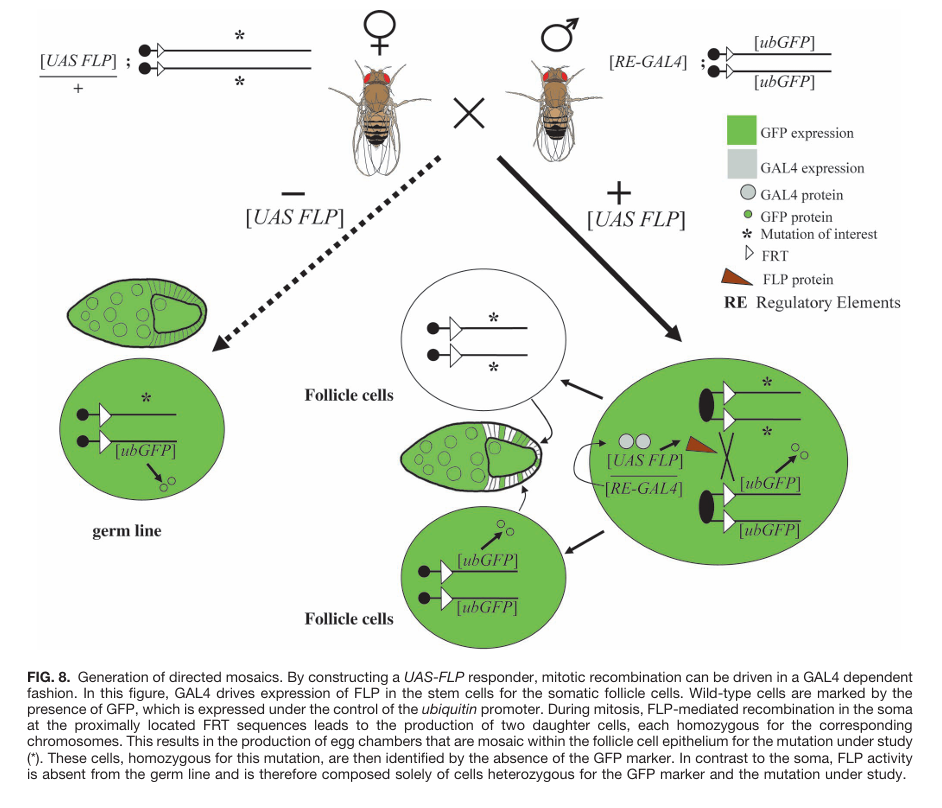 [UAS FLP]
+
;
*
*
♀
♂
[RE-GAL4]
;
[ubGFP]
[ubGFP]
GFP expression
GAL4 expression
GAL4 protein
GFP protein
* Mutation of interest
FRT
FLP protein
RE Regulatory Elements
−
[UAS FLP]
+
[UAS FLP]
*
[ubGFP]
germ line
*
*
Follicle cells
[ubGFP]
[ubGFP]
Follicle cells
*
*
[UAS FLP]
[RE-GAL4]
[ubGFP]
[ubGFP]
FIG. 8. Generation of directed mosaics. By constructing a UAS-FLP responder, mitotic recombination can be driven in a GAL4 dependent
fashion. In this figure, GAL4 drives expression of FLP in the stem cells for the somatic follicle cells. Wild-type cells are marked by the
presence of GFP, which is expressed under the control of the ubiquitin promoter. During mitosis, FLP-mediated recombination in the soma
at the proximally located FRT sequences leads to the production of two daughter cells, each homozygous for the corresponding
chromosomes. This results in the production of egg chambers that are mosaic within the follicle cell epithelium for the mutation under study
(*). These cells, homozygous for this mutation, are then identified by the absence of the GFP marker. In contrast to the soma, FLP activity
is absent from the germ line and is therefore composed solely of cells heterozygous for the GFP marker and the mutation under study.